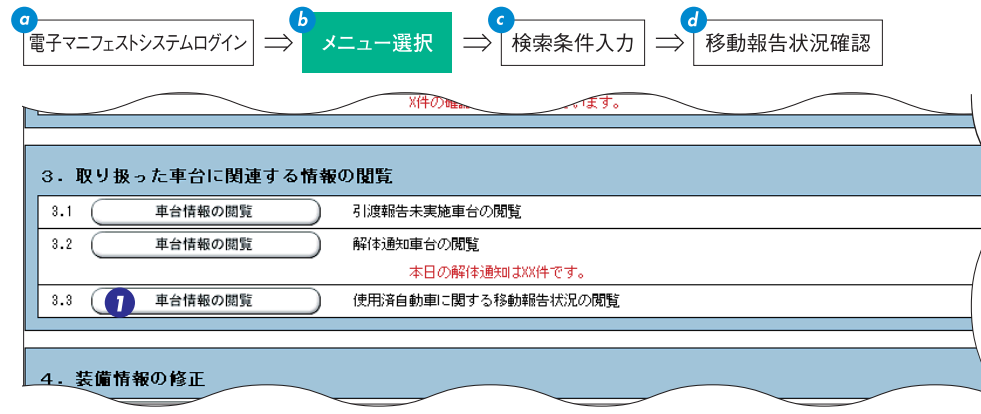 a b c d
電子マニフェストシステムログイン ⇒ メニュー選択 ⇒ 検索条件入力 ⇒ 移動報告状況確認
X件の確 います。
3. 取り扱った車台に関連する情報の閲覧
3.1 車台情報の閲覧 引渡報告未実施車台の閲覧
3.2 車台情報の閲覧 解体通知車台の閲覧
本日の解体通知はXX件です。
3.3 1 車台情報の閲覧 使用済自動車に関する移動報告状況の閲覧
4. 装備情報の修正